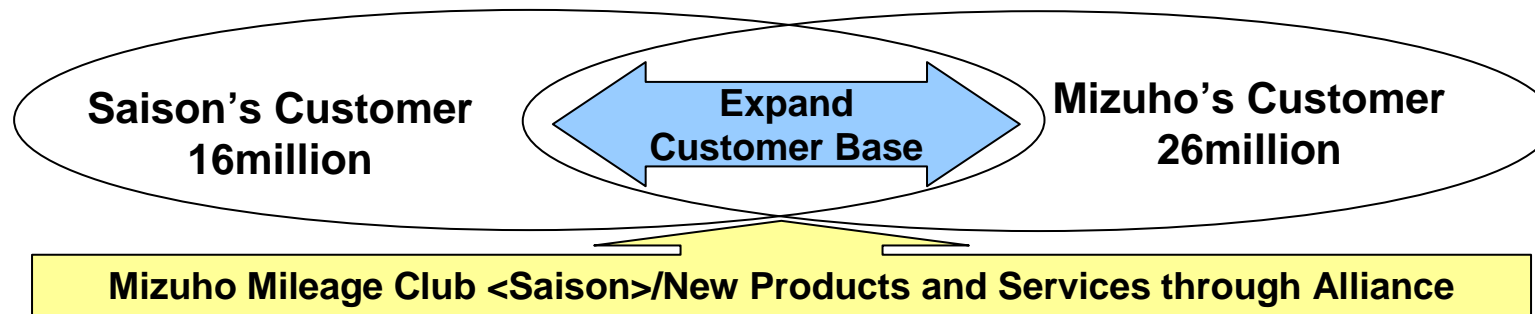 Saison’s Customer
16million
Expand
Customer Base
Mizuho’s Customer
26million
Mizuho Mileage Club <Saison>/New Products and Services through Alliance